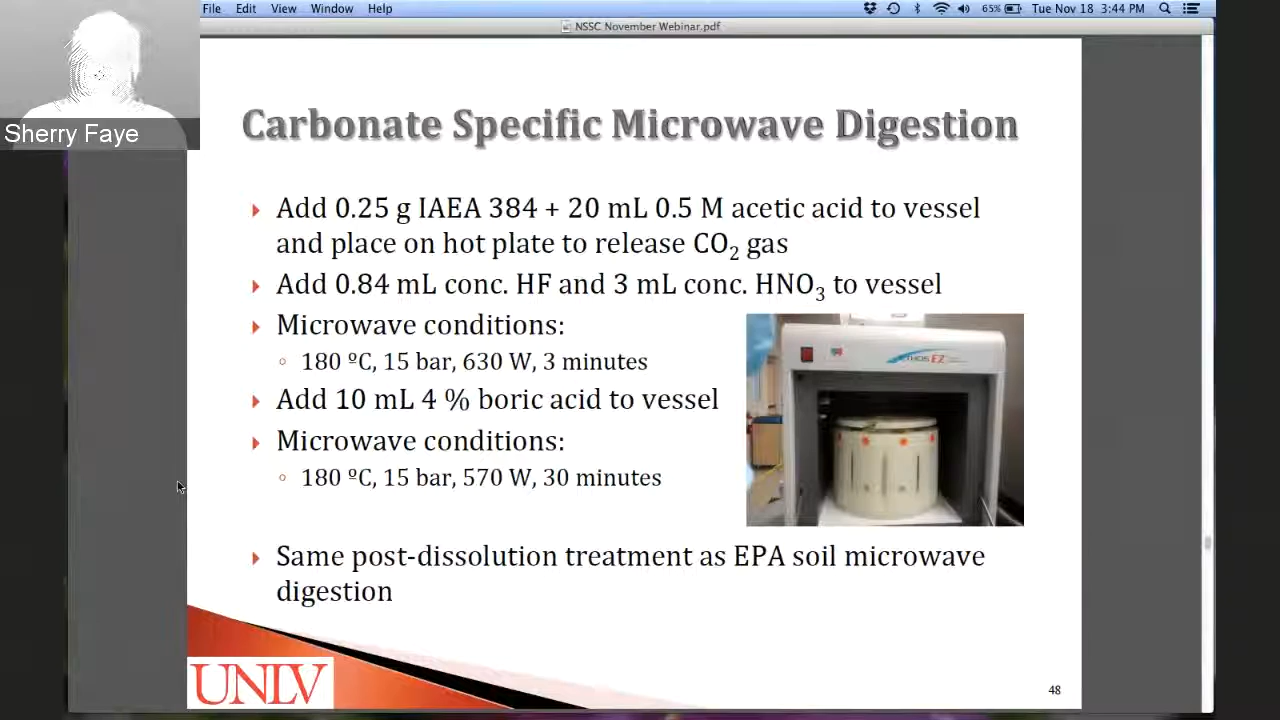 File Edit View Window Help 65% Tue Nov 18 3:44 PM
NSSC November Webinar.pdf
Sherry Faye
Carbonate Specific Microwave Digestion
Add 0.25 g IAEA 384 + 20 mL 0.5 M acetic acid to vessel
and place on hot plate to release CO₂ gas
Add 0.84 mL conc. HF and 3 mL conc. HNO₃ to vessel
Microwave conditions:
180 ºC, 15 bar, 630 W, 3 minutes
Add 10 mL 4 % boric acid to vessel
Microwave conditions:
180 ºC, 15 bar, 570 W, 30 minutes
ETHOS EZ
Same post-dissolution treatment as EPA soil microwave
digestion
UNLV
48